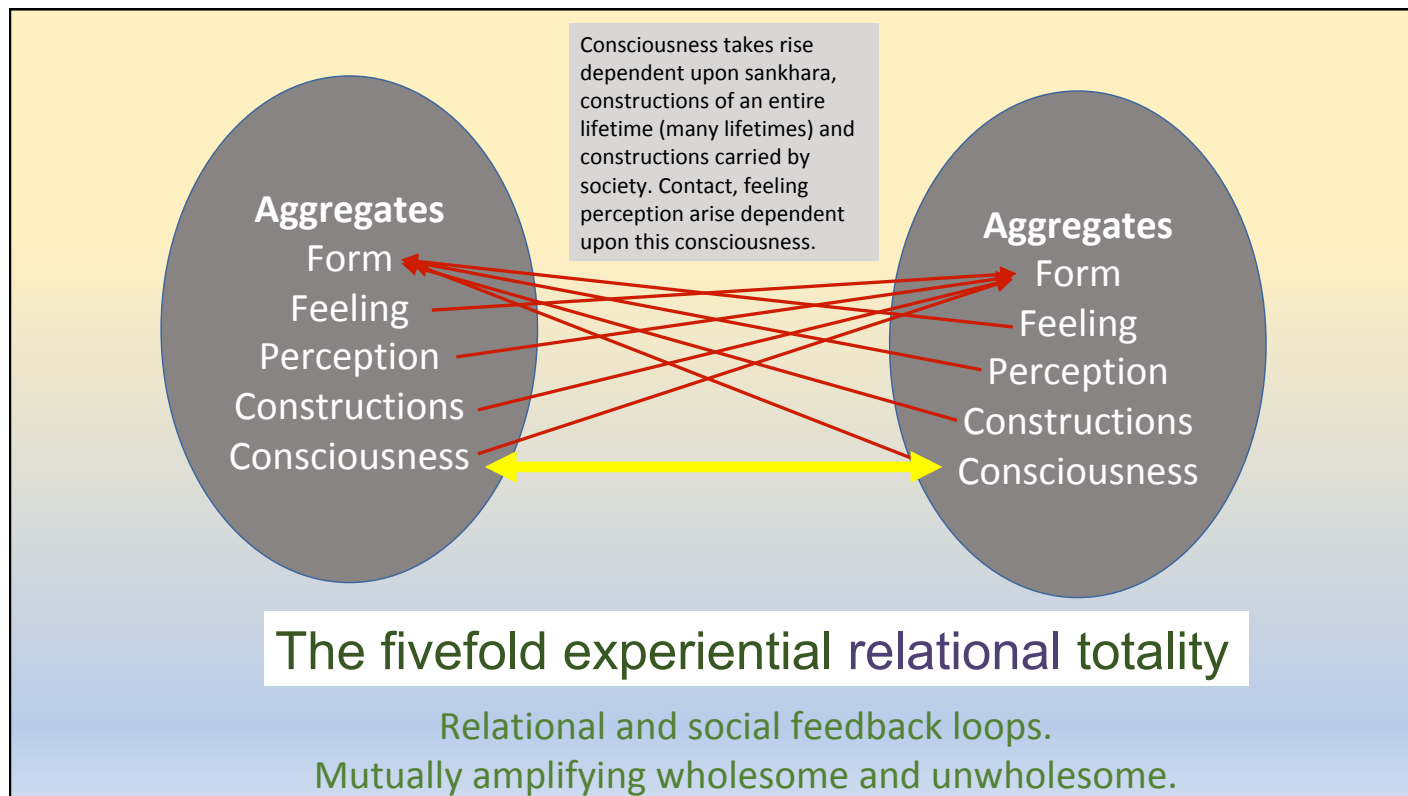 Consciousness takes rise
dependent upon sankhara,
constructions of an entire
lifetime (many lifetimes) and
constructions carried by
society. Contact, feeling
perception arise dependent
upon this consciousness.
Aggregates
Form
Feeling
Perception
Constructions
Consciousness
Aggregates
Form
Feeling
Perception
Constructions
Consciousness
The fivefold experiential relational totality
Relational and social feedback loops.
Mutually amplifying wholesome and unwholesome.